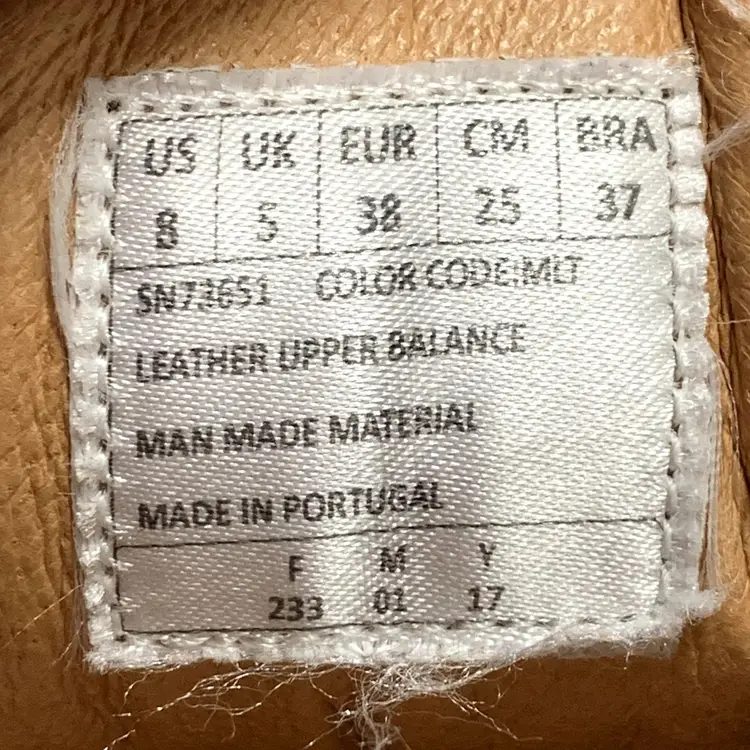 US UK EUR CM BRA
8 5 38 25 37
SN73651 COLOR CODE:MLT
LEATHER UPPER BALANCE
MAN MADE MATERIAL
MADE IN PORTUGAL
F M Y
233 01 17